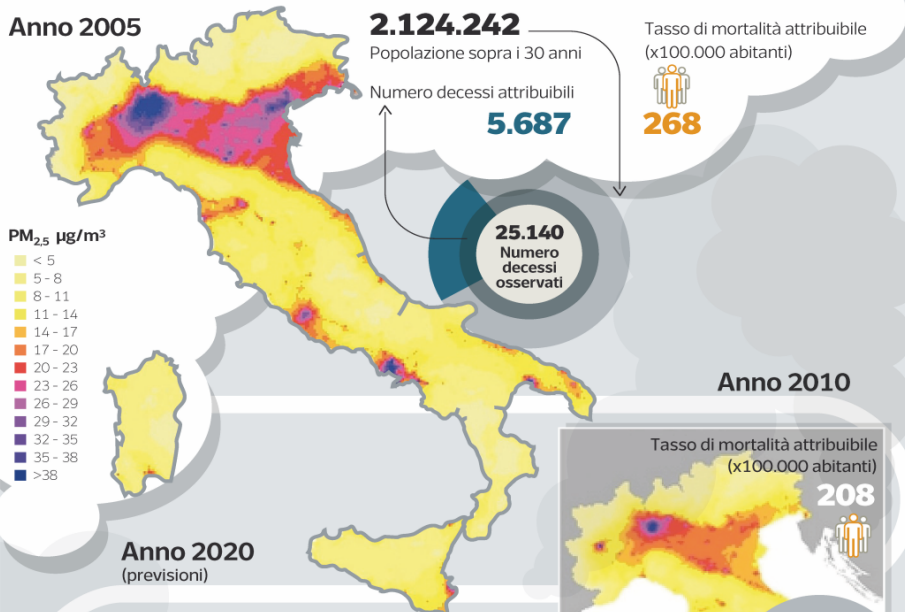 Anno 2005
2.124.242
Popolazione sopra i 30 anni
Numero decessi attribuibili
5.687
Tasso di mortalità attribuibile
(x100.000 abitanti)
268
25.140
Numero
decessi
osservati
PM2,5 µg/m³
< 5
5 - 8
8 - 11
11 - 14
14 - 17
17 - 20
20 - 23
23 - 26
26 - 29
29 - 32
32 - 35
35 - 38
>38
Anno 2010
Tasso di mortalità attribuibile
(x100.000 abitanti)
208
Anno 2020
(previsioni)